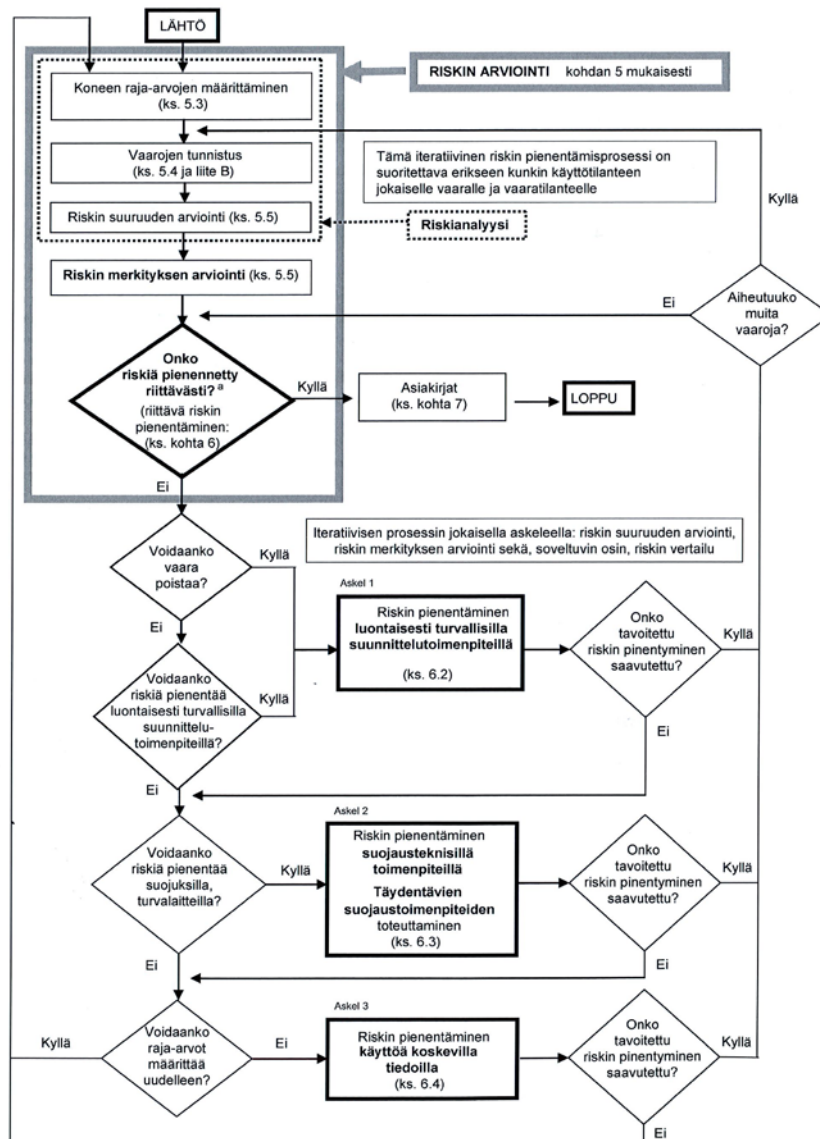 LÄHTÖ
RISKIN ARVIOINTI kohdan 5 mukaisesti
Koneen raja-arvojen määrittäminen
(ks. 5.3)
Vaarojen tunnistus
(ks. 5.4 ja liite B)
Tämä iteratiivinen riskin pienentämisprosessi on
suoritettava erikseen kunkin käyttötilanteen
jokaiselle vaaralle ja vaaratilanteelle
Kyllä
Riskin suuruuden arviointi (ks. 5.5)
Riskianalyysi
Riskin merkityksen arviointi (ks. 5.5)
Ei
Aiheutuuko
muita
vaaroja?
Onko
riskiä pienennetty
riittävästi? a
(riittävä riskin
pienentäminen:
(ks. kohta 6)
Kyllä
Asiakirjat
(ks. kohta 7)
LOPPU
Ei
Voidaanko
vaara
poistaa?
Kyllä
Iteratiivisen prosessin jokaisella askeleella: riskin suuruuden arviointi,
riskin merkityksen arviointi sekä, soveltuvin osin, riskin vertailu
Askel 1
Riskin pienentäminen
luontaisesti turvallisilla
suunnittelutoimenpiteillä
(ks. 6.2)
Onko
tavoitettu
riskin pinentyminen
saavutettu?
Kyllä
Ei
Voidaanko
riskiä pienentää
luontaisesti turvallisilla
suunnittelu-
toimenpiteillä?
Kyllä
Ei
Ei
Askel 2
Voidaanko
riskiä pienentää
suojuksilla,
turvalaitteilla?
Kyllä
Riskin pienentäminen
suojausteknisillä
toimenpiteillä
Täydentävien
suojaustoimenpiteiden
toteuttaminen
(ks. 6.3)
Onko
tavoitettu
riskin pinentyminen
saavutettu?
Kyllä
Ei
Ei
Askel 3
Kyllä
Voidaanko
raja-arvot
määrittää
uudelleen?
Ei
Riskin pienentäminen
käyttöä koskevilla
tiedoilla
(ks. 6.4)
Onko
tavoitettu
riskin pinentyminen
saavutettu?
Kyllä
Ei